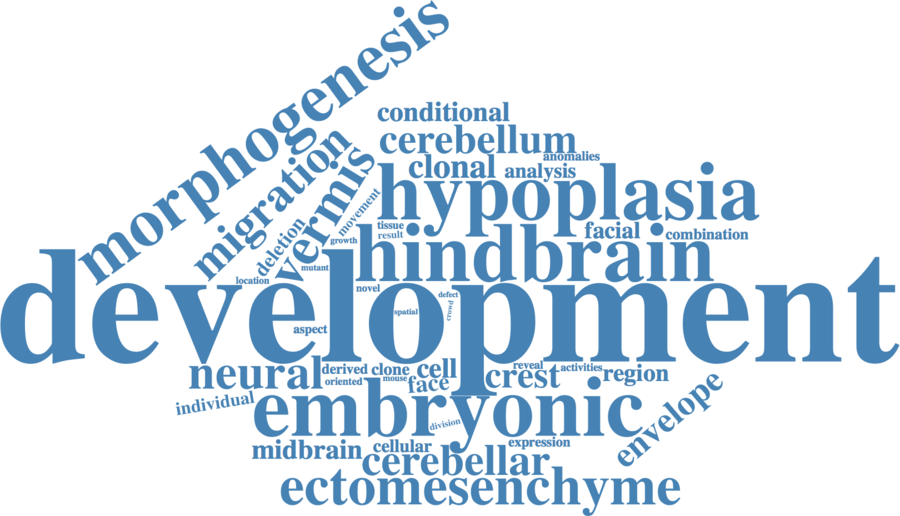 morphogenesis
conditional
cerebellum
migration
clonal
anomalies
analysis
vermis
hypoplasia
movement
deletion
tissue
result
facial
combination
growth
hindbrain
mutant
location
development
novel
defect
spatial
crowd
aspect
neural
derived
clone
cell
reveal
activities
crest
region
oriented
mouse
face
individual
embryonic
envelope
division
midbrain
cellular
expression
cerebellar
ectomesenchyme